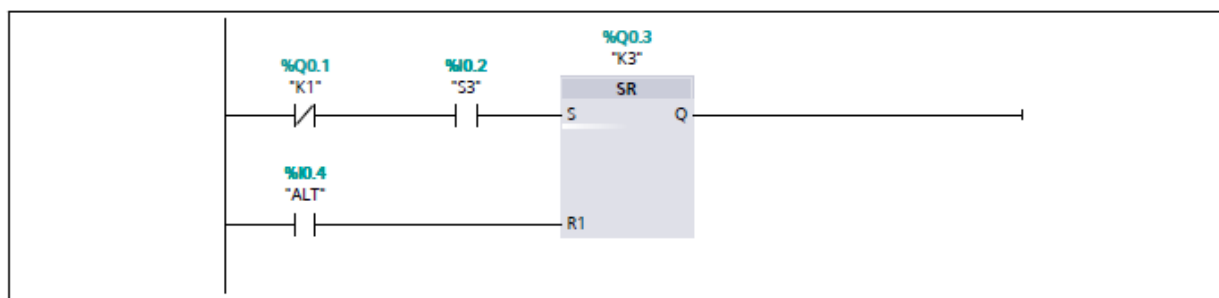 %Q0.3
"K3"
%Q0.1
"K1"
%I0.2
"S3"
SR
S
Q
%I0.4
"ALT"
R1